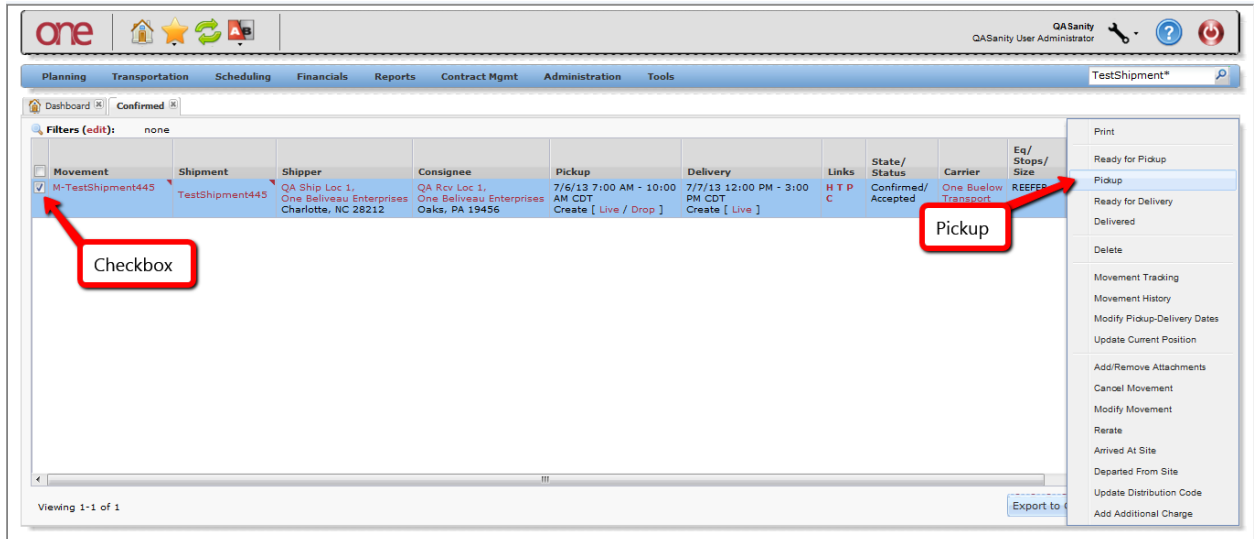 one
AB
QASanity
QASanity User Administrator
?
Planning Transportation Scheduling Financials Reports Contract Mgmt Administration Tools
TestShipment*
Dashboard Confirmed
Filters (edit): none
Movement Shipment Shipper Consignee Pickup Delivery Links State/ Status Carrier Eq/ Stops/ Size
M-TestShipment445 TestShipment445
QA Ship Loc 1,
One Beliveau Enterprises
Charlotte, NC 28212
QA Rcv Loc 1,
One Beliveau Enterprises
Oaks, PA 19456
7/6/13 7:00 AM - 10:00
AM CDT
Create [ Live / Drop ]
7/7/13 12:00 PM - 3:00
PM CDT
Create [ Live ]
H T P
C
Confirmed/
Accepted
One Buelow
Transport
REEFER
Checkbox
Pickup
Print
Ready for Pickup
Pickup
Ready for Delivery
Delivered
Delete
Movement Tracking
Movement History
Modify Pickup-Delivery Dates
Update Current Position
Add/Remove Attachments
Cancel Movement
Modify Movement
Rerate
Arrived At Site
Departed From Site
Update Distribution Code
Add Additional Charge
Viewing 1-1 of 1
Export to